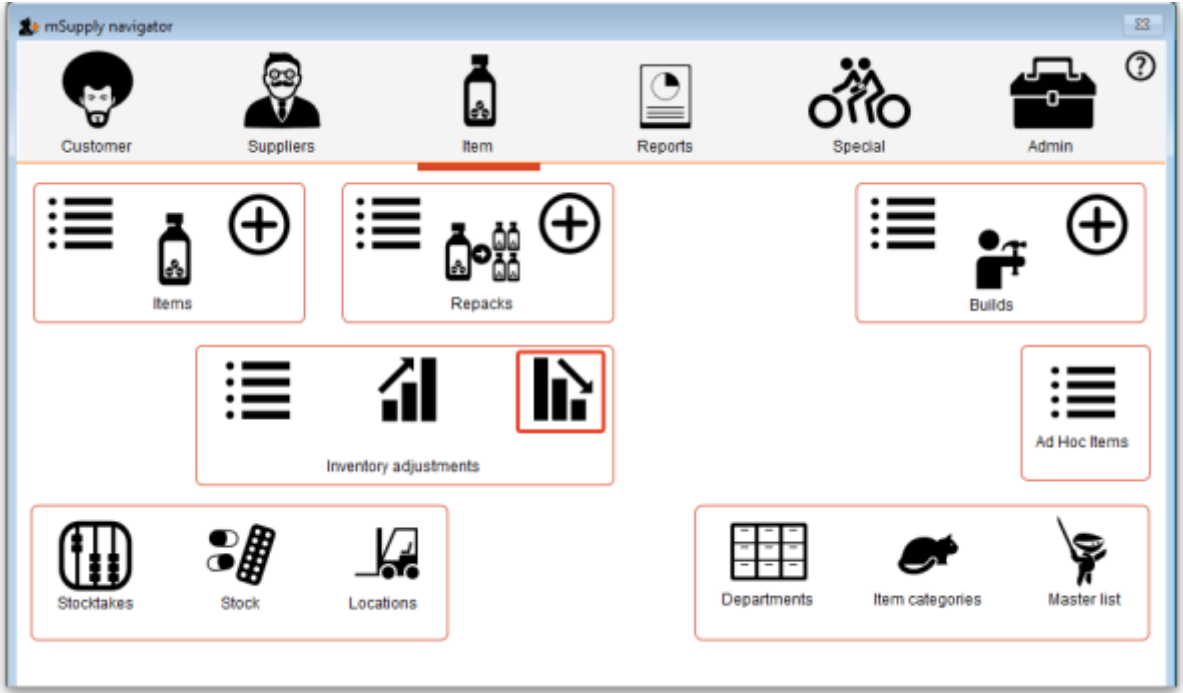 mSupply navigator
?
Customer
Suppliers
Item
Reports
Special
Admin
Items
Repacks
Builds
Inventory adjustments
Ad Hoc Items
Stocktakes
Stock
Locations
Departments
Item categories
Master list